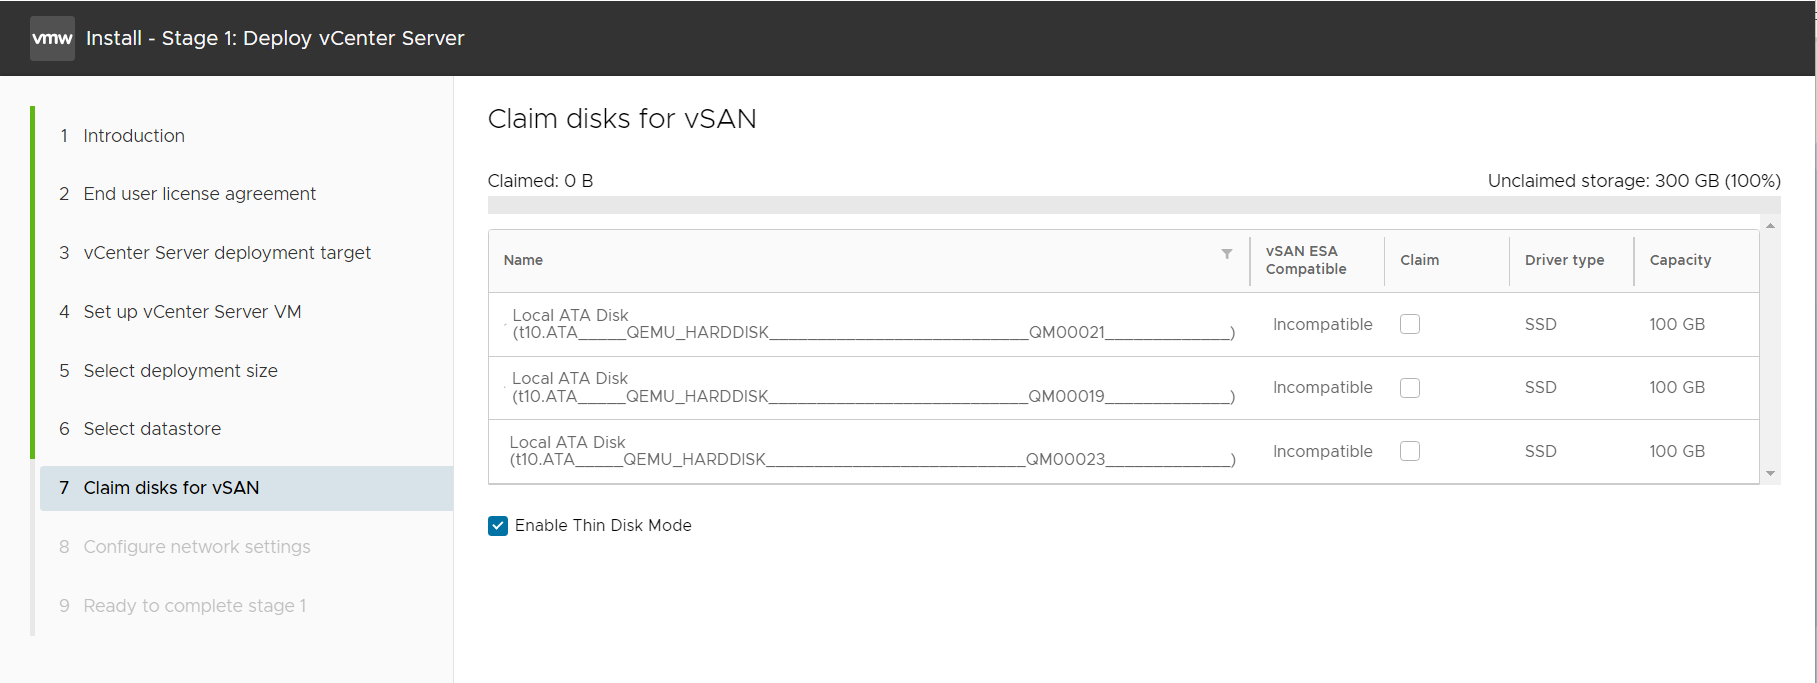 vmw Install - Stage 1: Deploy vCenter Server
1 Introduction
2 End user license agreement
3 vCenter Server deployment target
4 Set up vCenter Server VM
5 Select deployment size
6 Select datastore
7 Claim disks for vSAN
8 Configure network settings
9 Ready to complete stage 1
Claim disks for vSAN
Claimed: 0 B Unclaimed storage: 300 GB (100%)
Name vSAN ESA Compatible Claim Driver type Capacity
Local ATA Disk
(t10.ATA_____QEMU_HARDDISK___________________________QM00021_____________) Incompatible SSD 100 GB
Local ATA Disk
(t10.ATA_____QEMU_HARDDISK___________________________QM00019_____________) Incompatible SSD 100 GB
Local ATA Disk
(t10.ATA_____QEMU_HARDDISK___________________________QM00023_____________) Incompatible SSD 100 GB
Enable Thin Disk Mode